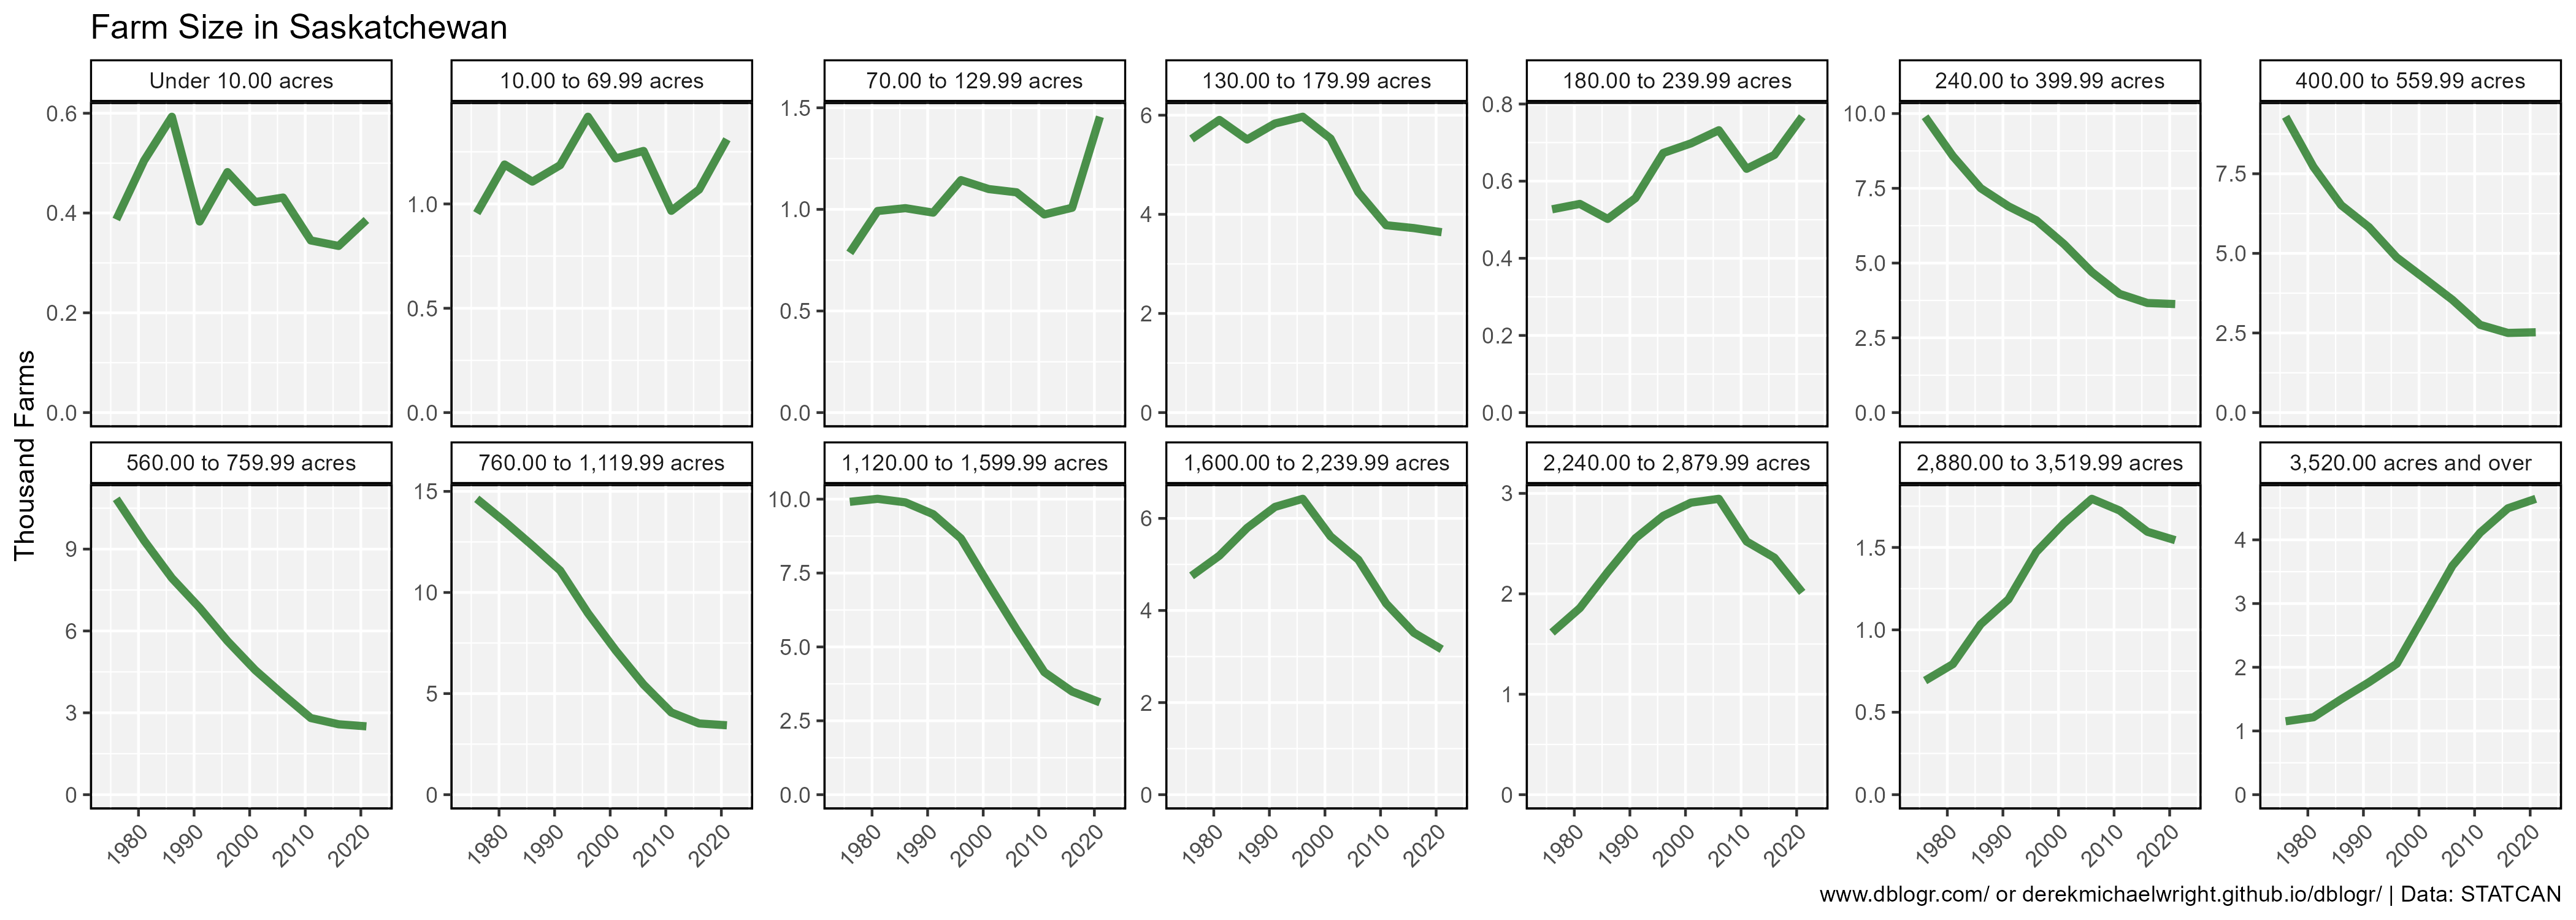 Farm Size in Saskatchewan
Thousand Farms
Under 10.00 acres
0.6
0.4
0.2
0.0
10.00 to 69.99 acres
1.0
0.5
0.0
70.00 to 129.99 acres
1.5
1.0
0.5
0.0
130.00 to 179.99 acres
6
4
2
0
180.00 to 239.99 acres
0.8
0.6
0.4
0.2
0.0
240.00 to 399.99 acres
10.0
7.5
5.0
2.5
0.0
400.00 to 559.99 acres
7.5
5.0
2.5
0.0
560.00 to 759.99 acres
9
6
3
0
1980 1990 2000 2010 2020
760.00 to 1,119.99 acres
15
10
5
0
1980 1990 2000 2010 2020
1,120.00 to 1,599.99 acres
10.0
7.5
5.0
2.5
0.0
1980 1990 2000 2010 2020
1,600.00 to 2,239.99 acres
6
4
2
0
1980 1990 2000 2010 2020
2,240.00 to 2,879.99 acres
3
2
1
0
1980 1990 2000 2010 2020
2,880.00 to 3,519.99 acres
1.5
1.0
0.5
0.0
1980 1990 2000 2010 2020
3,520.00 acres and over
4
3
2
1
0
1980 1990 2000 2010 2020
www.dblogr.com/ or derekmichaelwright.github.io/dblogr/ | Data: STATCAN